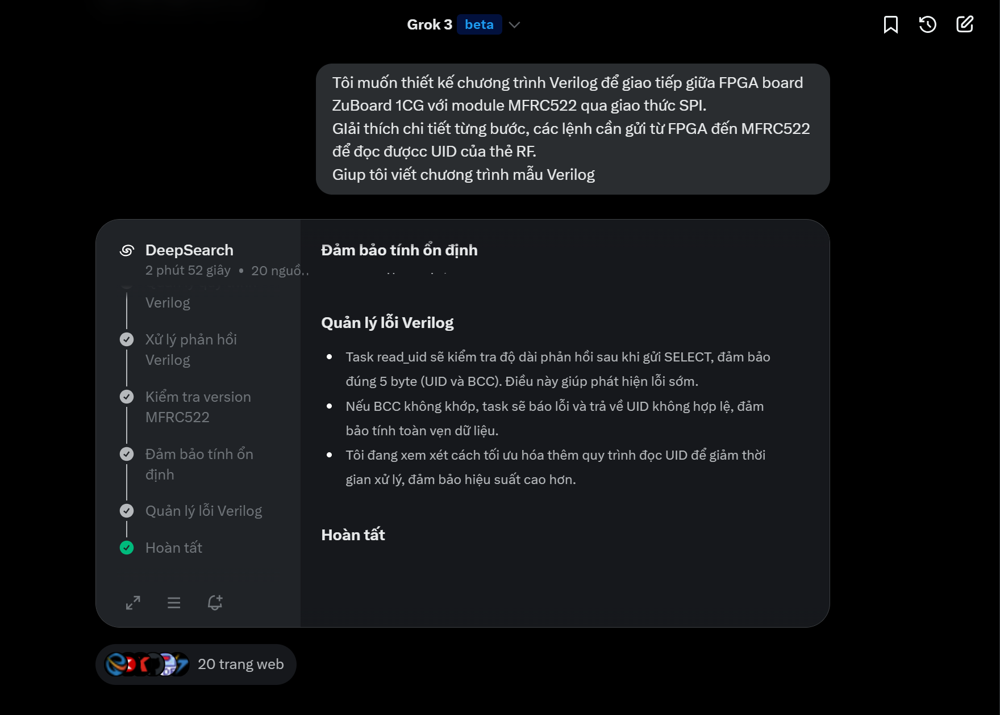 Grok 3 beta
Tôi muốn thiết kế chương trình Verilog để giao tiếp giữa FPGA board
ZuBoard 1CG với module MFRC522 qua giao thức SPI.
GIải thích chi tiết từng bước, các lệnh cần gửi từ FPGA đến MFRC522
để đọc đượcc UID của thẻ RF.
Giup tôi viết chương trình mẫu Verilog
DeepSearch
2 phút 52 giây • 20 nguồ..
Verilog
Xử lý phản hồi
Verilog
Kiểm tra version
MFRC522
Đảm bảo tính ổn
định
Quản lý lỗi Verilog
Hoàn tất
Đảm bảo tính ổn định
Quản lý lỗi Verilog
• Task read_uid sẽ kiểm tra độ dài phản hồi sau khi gửi SELECT, đảm bảo
đúng 5 byte (UID và BCC). Điều này giúp phát hiện lỗi sớm.
• Nếu BCC không khớp, task sẽ báo lỗi và trả về UID không hợp lệ, đảm
bảo tính toàn vẹn dữ liệu.
• Tôi đang xem xét cách tối ưu hóa thêm quy trình đọc UID để giảm thời
gian xử lý, đảm bảo hiệu suất cao hơn.
Hoàn tất
20 trang web